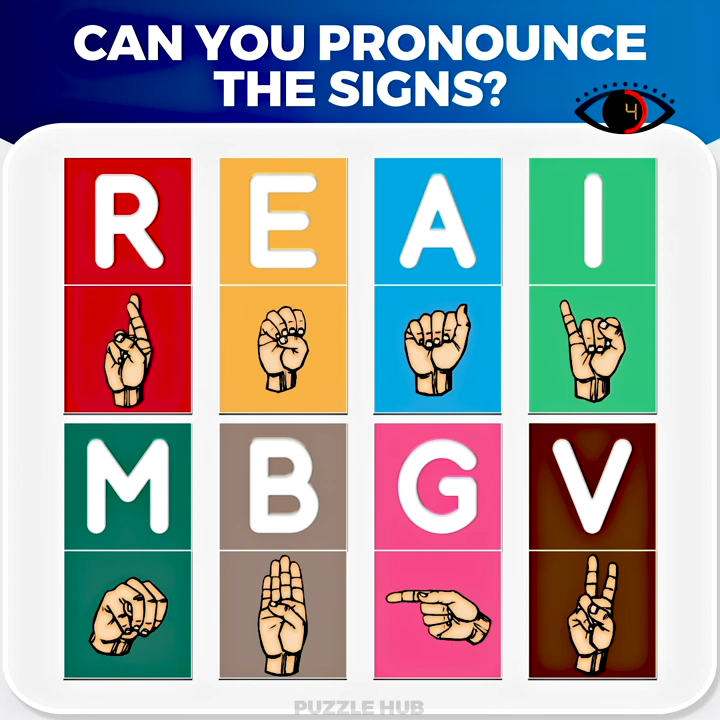 CAN YOU PRONOUNCE
THE SIGNS?
4
R E A I
M B G V
PUZZLE HUB